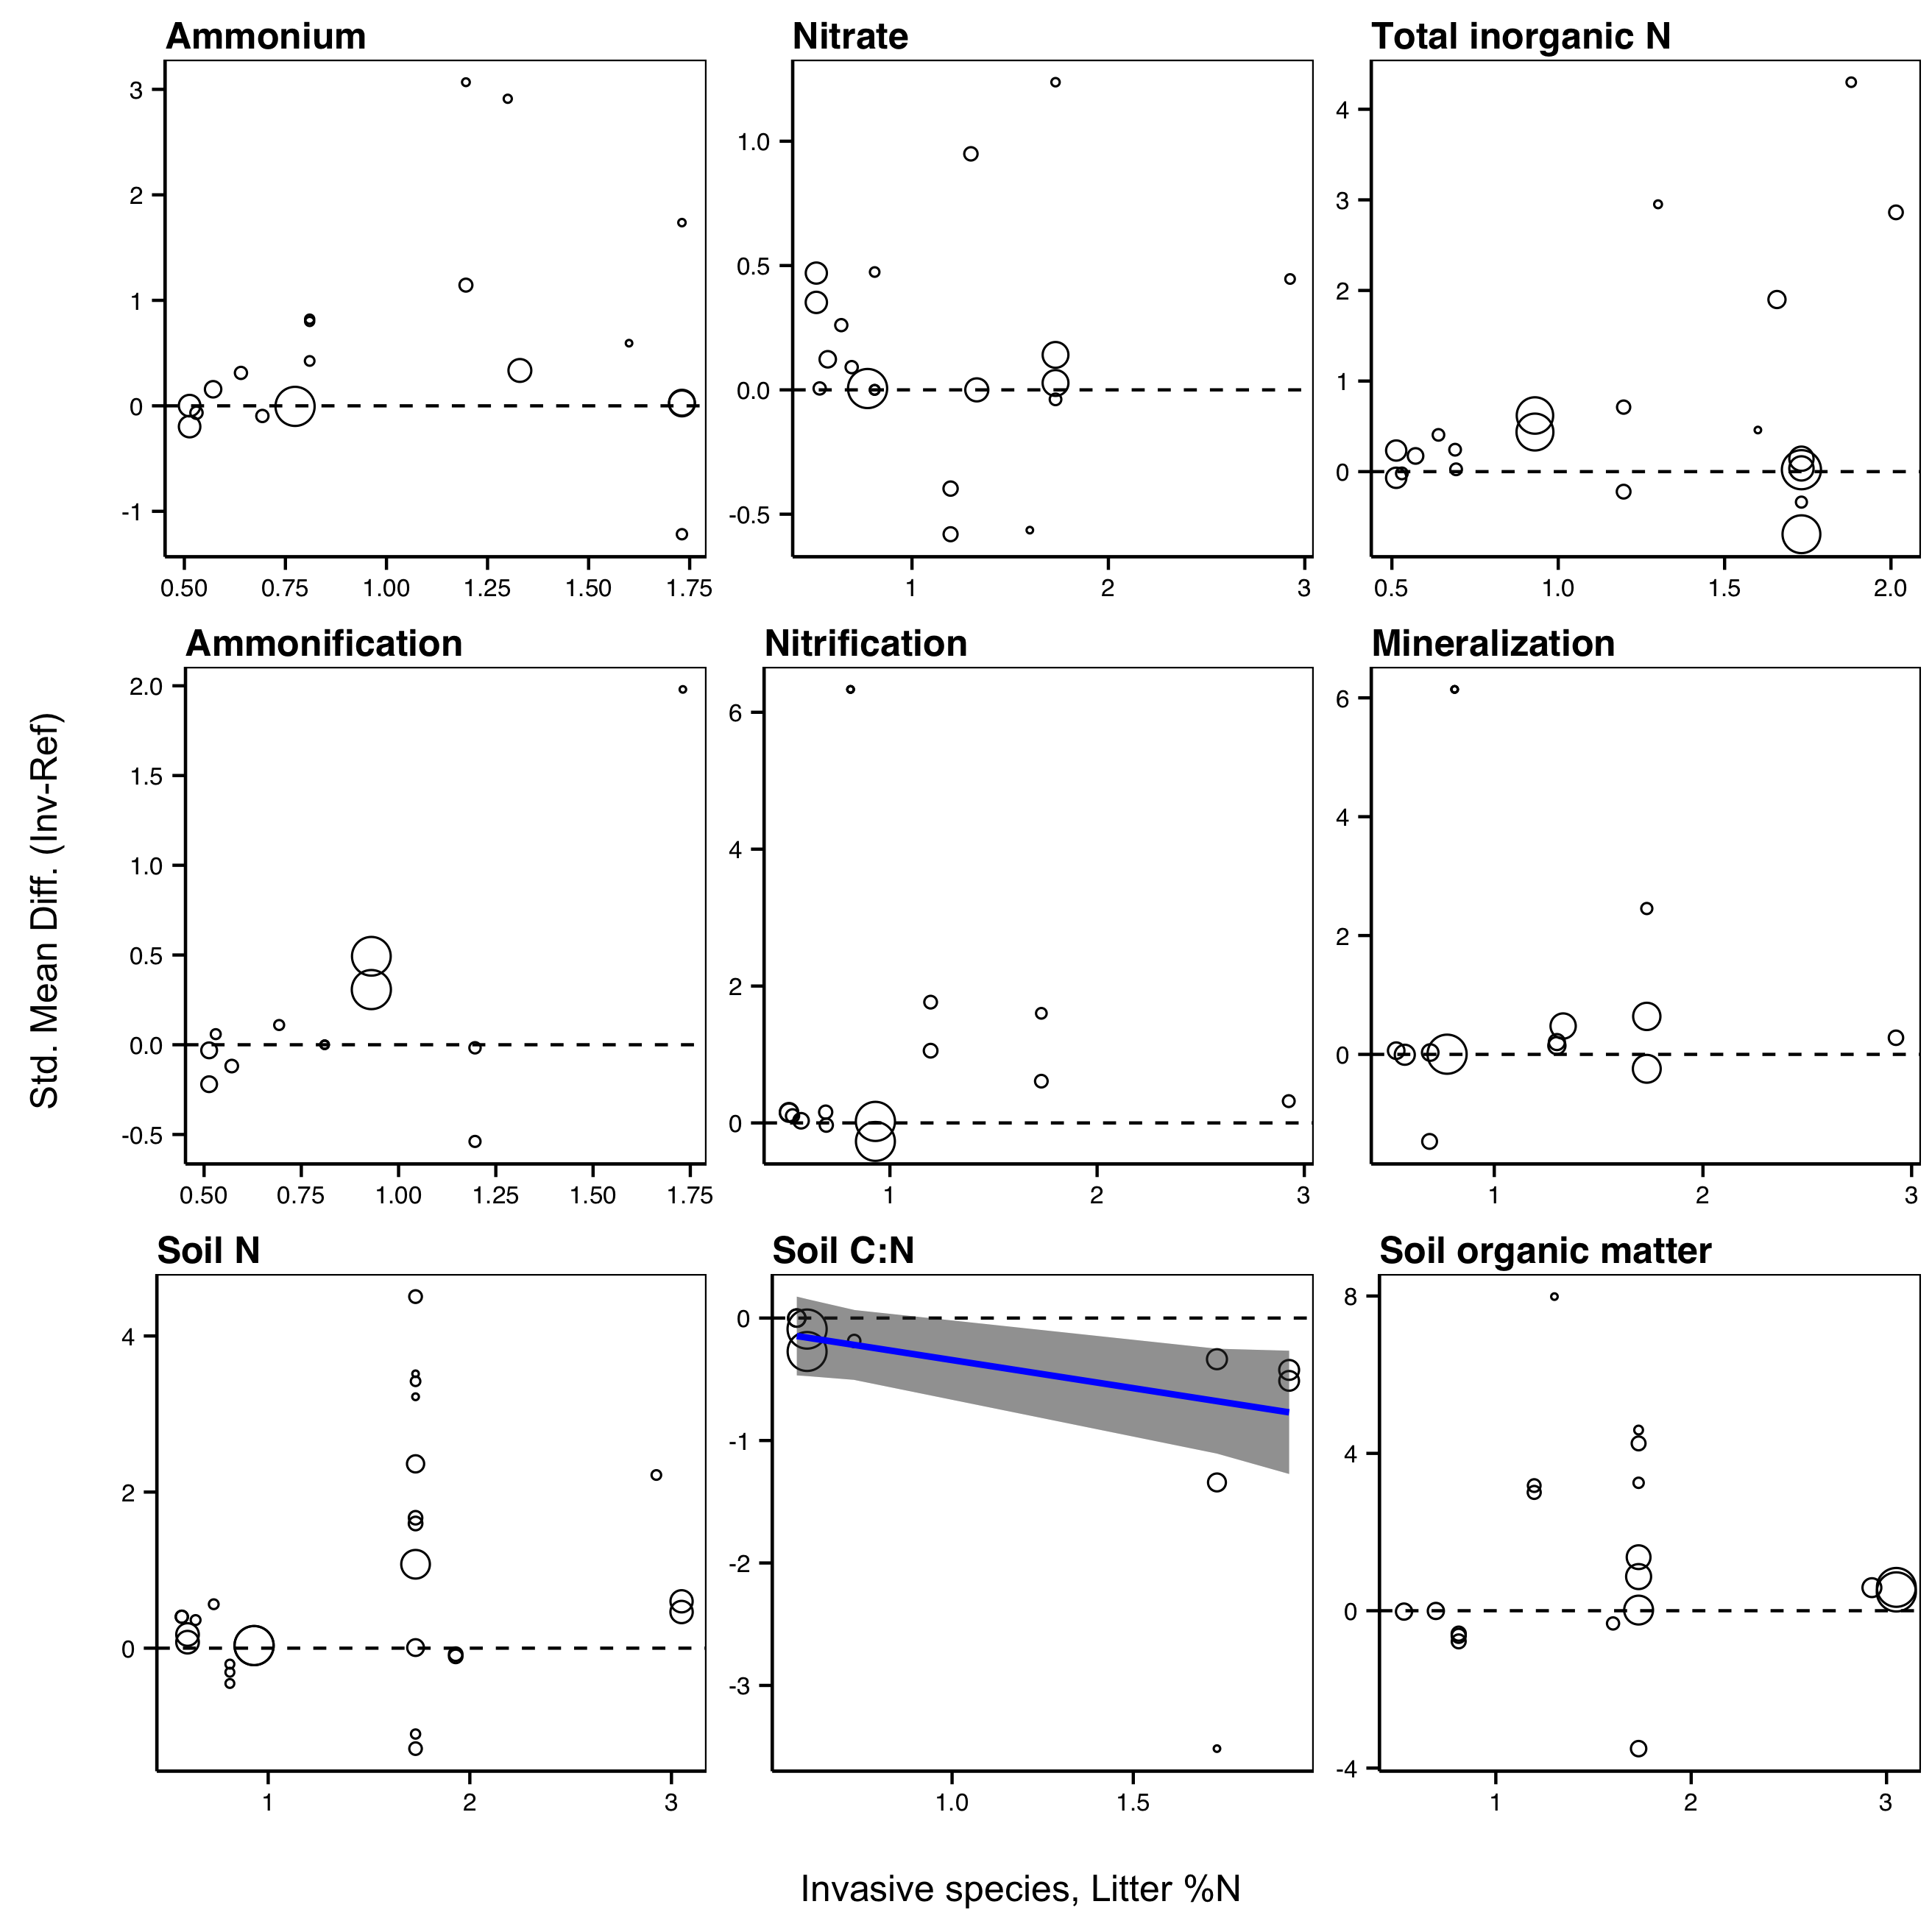 Ammonium
Nitrate
Total inorganic N
3
2
1
0
-1
0.50 0.75 1.00 1.25 1.50 1.75
1.0
0.5
0.0
-0.5
1 2 3
4
3
2
1
0
0.5 1.0 1.5 2.0
Ammonification
Nitrification
Mineralization
2.0
1.5
1.0
0.5
0.0
-0.5
0.50 0.75 1.00 1.25 1.50 1.75
6
4
2
0
1 2 3
6
4
2
0
1 2 3
Soil N
Soil C:N
Soil organic matter
4
2
0
1 2 3
0
-1
-2
-3
1.0 1.5
8
4
0
-4
1 2 3
Std. Mean Diff. (Inv-Ref)
Invasive species, Litter %N